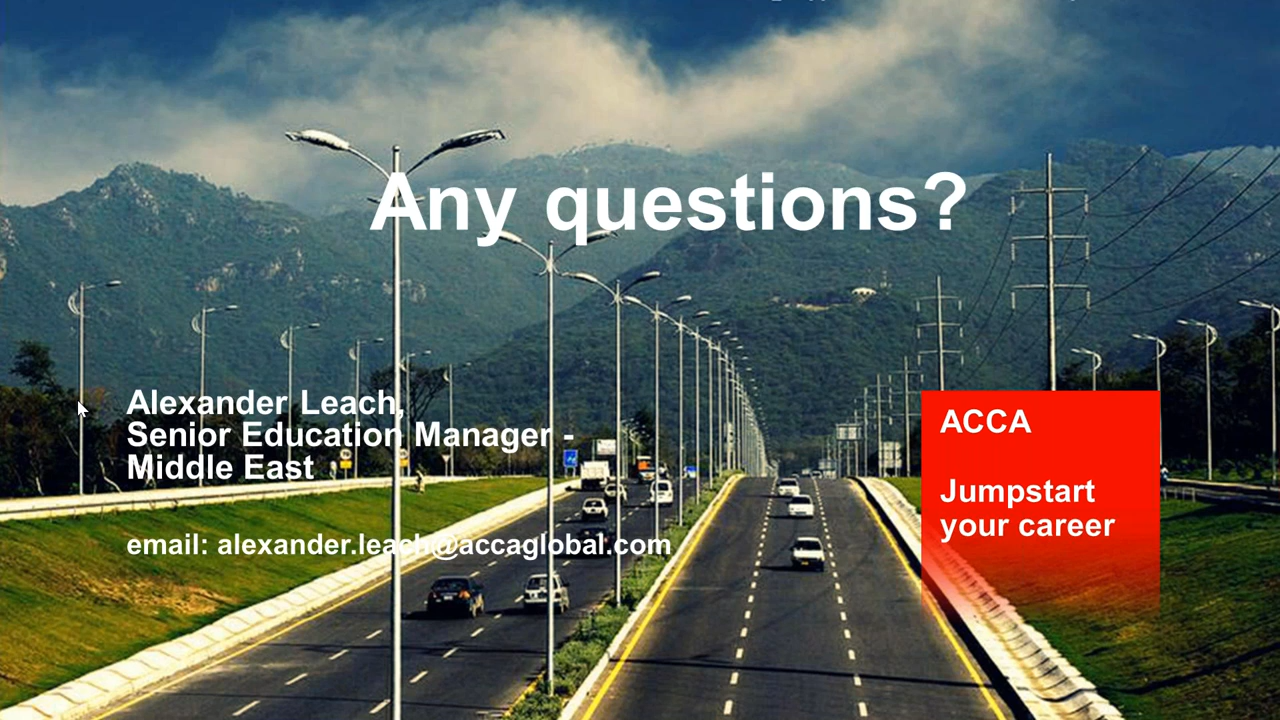 Any questions?
Alexander Leach,
Senior Education Manager -
Middle East
email: alexander.leach@accaglobal.com
ACCA
Jumpstart
your career